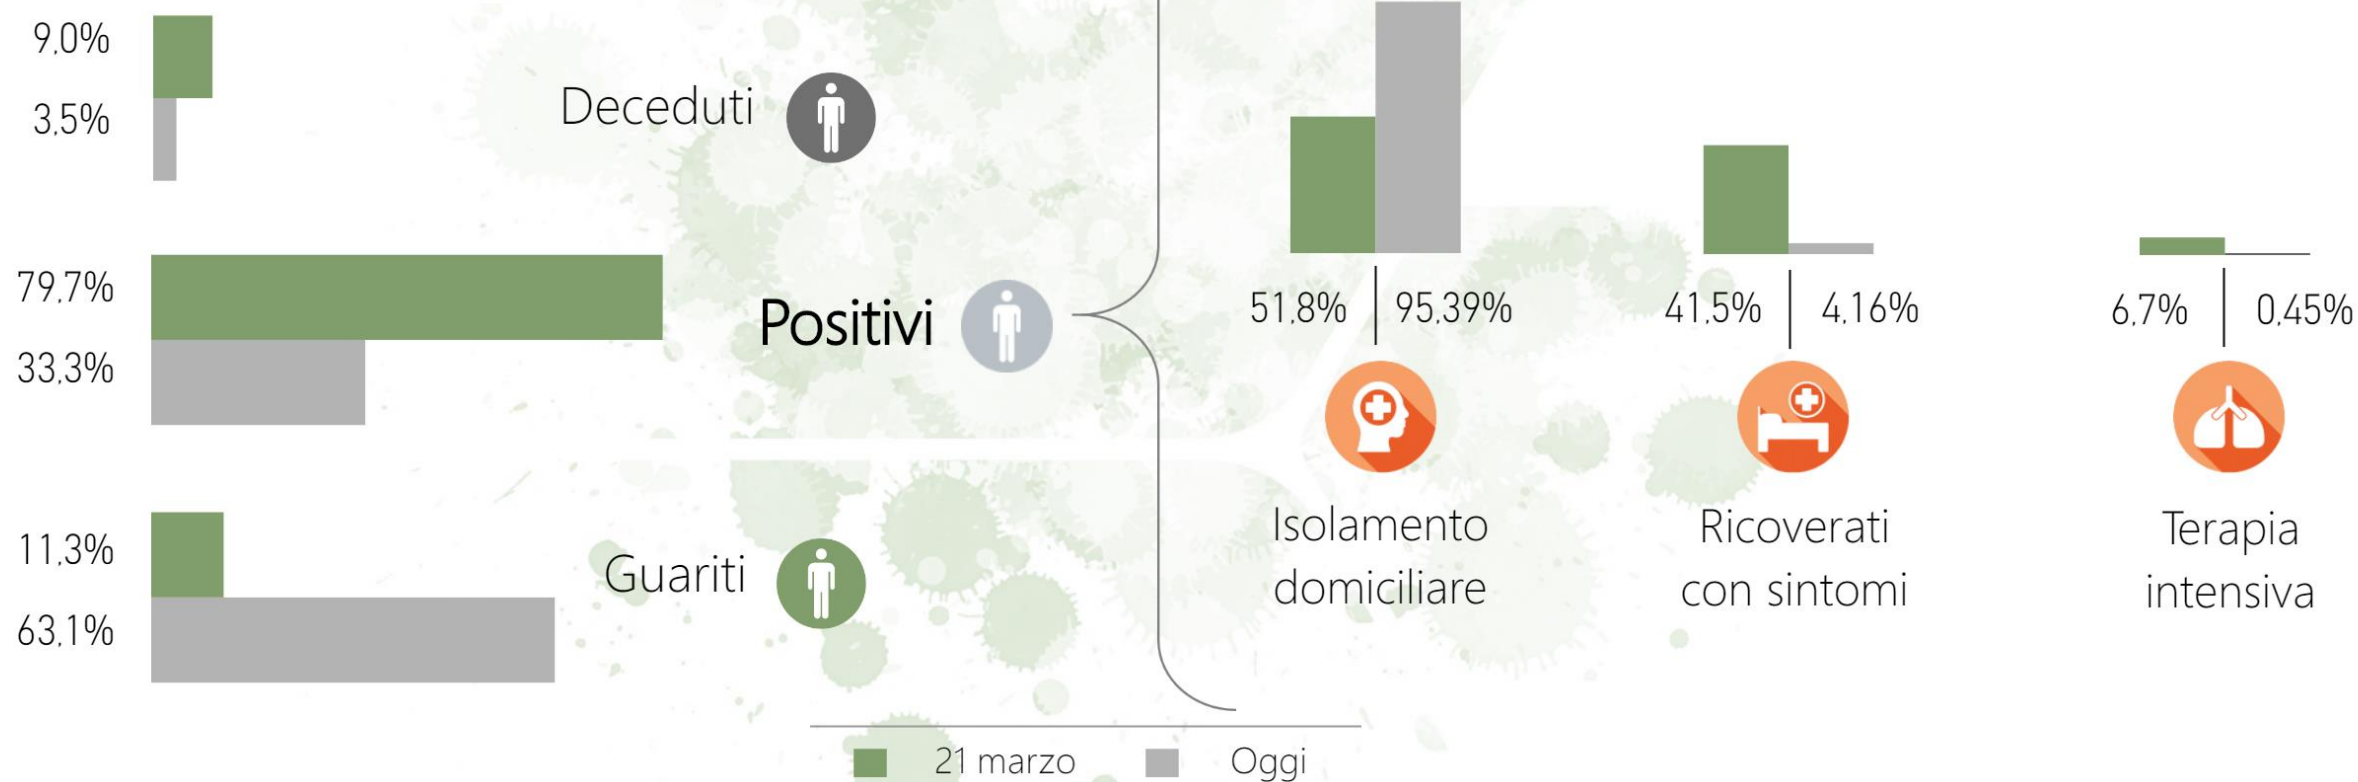 9,0%
3,5%
Deceduti
79,7%
33,3%
Positivi
11,3%
63,1%
Guariti
51,8% 95,39%
Isolamento
domiciliare
41,5% 4,16%
Ricoverati
con sintomi
6,7% 0,45%
Terapia
intensiva
21 marzo Oggi